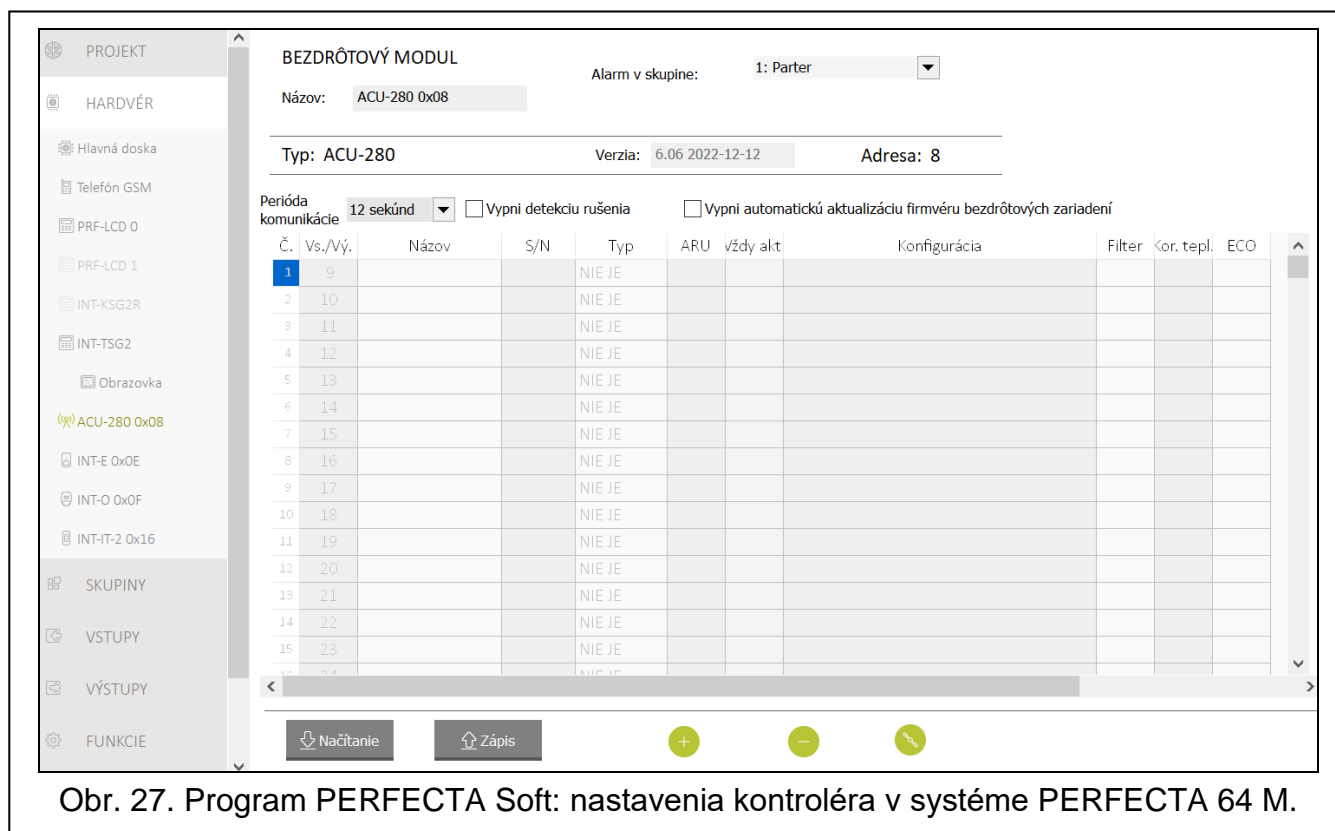 PROJEKT
HARDVÉR
Hlavná doska
Telefón GSM
PRF-LCD 0
PRF-LCD 1
INT-KSG2R
INT-TSG2
Obrazovka
ACU-280 0x08
INT-E 0x0E
INT-O 0x0F
INT-IT-2 0x16
SKUPINY
VSTUPY
VÝSTUPY
FUNKCIE
BEZDRÔTOVÝ MODUL
Alarm v skupine: 1: Parter
Názov: ACU-280 0x08
Typ: ACU-280 Verzia: 6.06 2022-12-12 Adresa: 8
Perióda komunikácie 12 sekúnd Vypni detekciu rušenia Vypni automatickú aktualizáciu firmvéru bezdrôtových zariadení
Č. Vs./Vý. Názov S/N Typ ARU Vždy akt Konfigurácia Filter Kor. tepl. ECO
1 9 NIE JE
2 10 NIE JE
3 11 NIE JE
4 12 NIE JE
5 13 NIE JE
6 14 NIE JE
7 15 NIE JE
8 16 NIE JE
9 17 NIE JE
10 18 NIE JE
11 19 NIE JE
12 20 NIE JE
13 21 NIE JE
14 22 NIE JE
15 23 NIE JE
16 24 NIE JE
Načítanie Zápis
Obr. 27. Program PERFECTA Soft: nastavenia kontroléra v systéme PERFECTA 64 M.